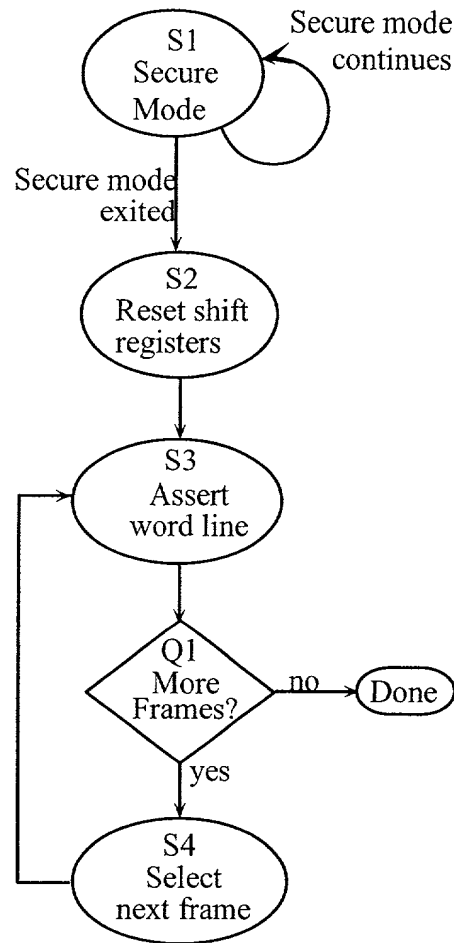 S1
Secure
Mode
Secure mode
continues
Secure mode
exited
S2
Reset shift
registers
S3
Assert
word line
Q1
More
Frames?
no
Done
yes
S4
Select
next frame